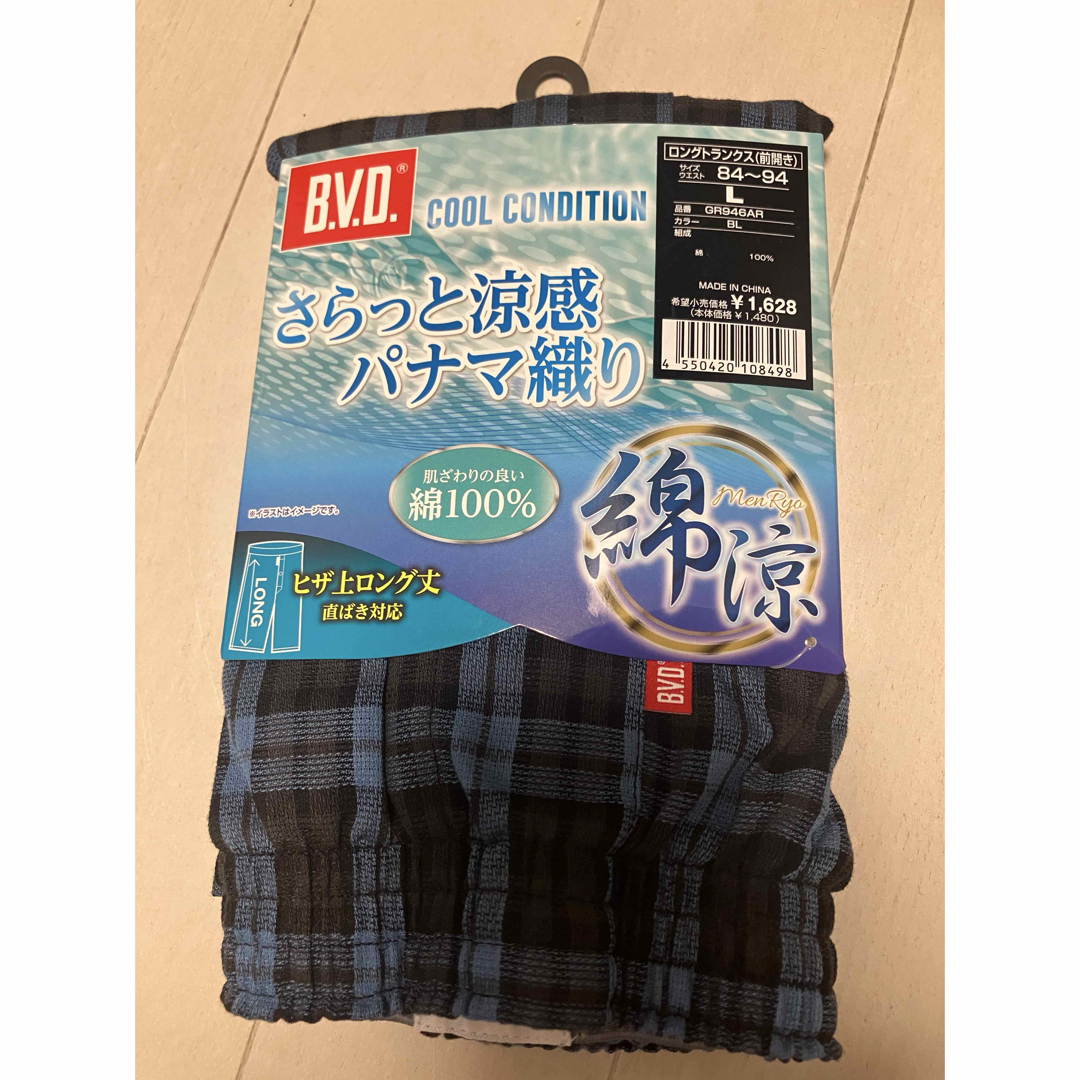 B.V.D.®
COOL CONDITION
さらっと涼感
パナマ織り
ロングトランクス(前開き)
サイズ
ウエスト 84〜94
L
品番 GR946AR
カラー BL
組成
綿 100%
MADE IN CHINA
希望小売価格 ¥1,628
(本体価格 ¥1,480)
4 550420 108498
肌ざわりの良い
綿100%
※イラストはイメージです。
綿涼
MenRyo
LONG
ヒザ上ロング丈
直ばき対応
B.V.D.®